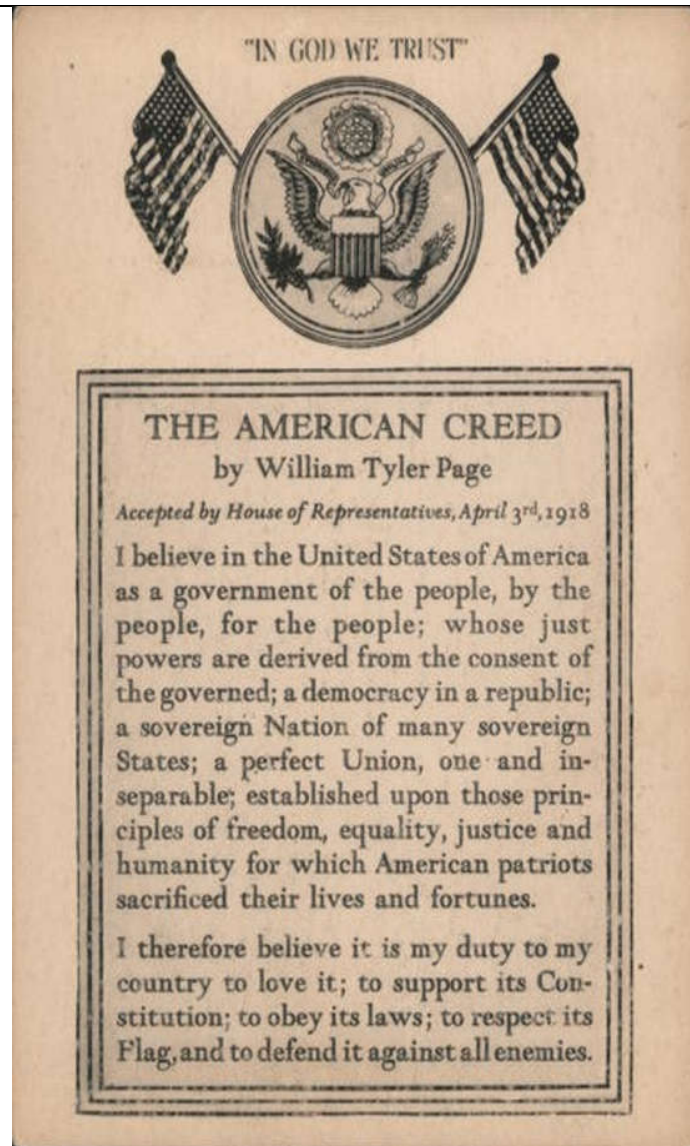 "IN GOD WE TRUST"
THE AMERICAN CREED
by William Tyler Page
Accepted by House of Representatives, April 3rd, 1918
I believe in the United States of America
as a government of the people, by the
people, for the people; whose just
powers are derived from the consent of
the governed; a democracy in a republic;
a sovereign Nation of many sovereign
States; a perfect Union, one and in-
separable; established upon those prin-
ciples of freedom, equality, justice and
humanity for which American patriots
sacrificed their lives and fortunes.
I therefore believe it is my duty to my
country to love it; to support its Con-
stitution; to obey its laws; to respect its
Flag, and to defend it against all enemies.